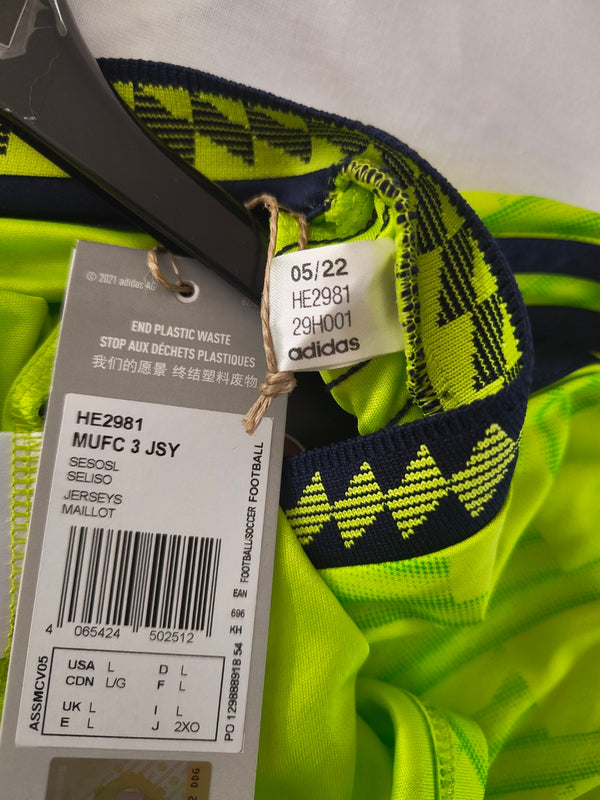 © 2021 adidas AG
END PLASTIC WASTE
STOP AUX DÉCHETS PLASTIQUES
我们的愿景 终结塑料废物
05/22
HE2981
29H001
adidas
HE2981
MUFC 3 JSY
SESOSL
SELISO
JERSEYS
MAILLOT
FOOTBALL/SOCCER FOOTBALL
EAN
696
KH
4 065424 502512
ASSMCV05
USA L D L
CDN L/G F L
UK L I L
E L J 2XO
PO 129888918 54